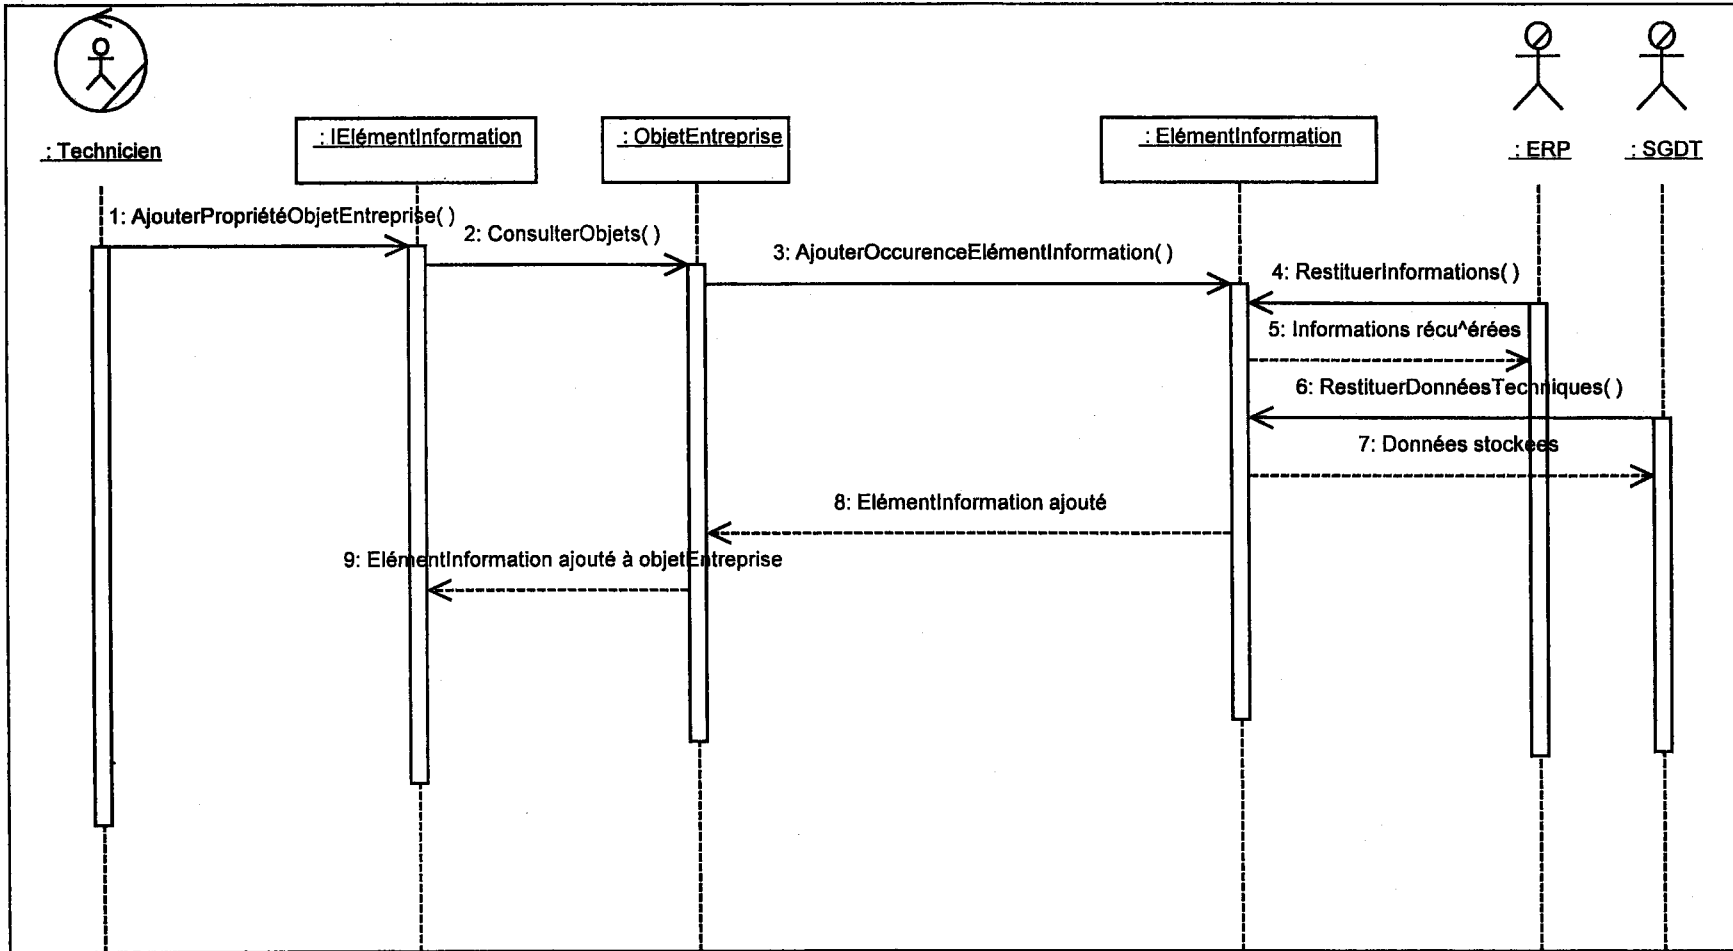 : Technicien
: IElémentInformation
: ObjetEntreprise
: ElémentInformation
: ERP
: SGDT
1: AjouterPropriétéObjetEntreprise( )
2: ConsulterObjets( )
3: AjouterOccurenceElémentInformation( )
4: RestituerInformations( )
5: Informations récu^érées
6: RestituerDonnéesTechniques( )
7: Données stockées
8: ElémentInformation ajouté
9: ElémentInformation ajouté à objetEntreprise